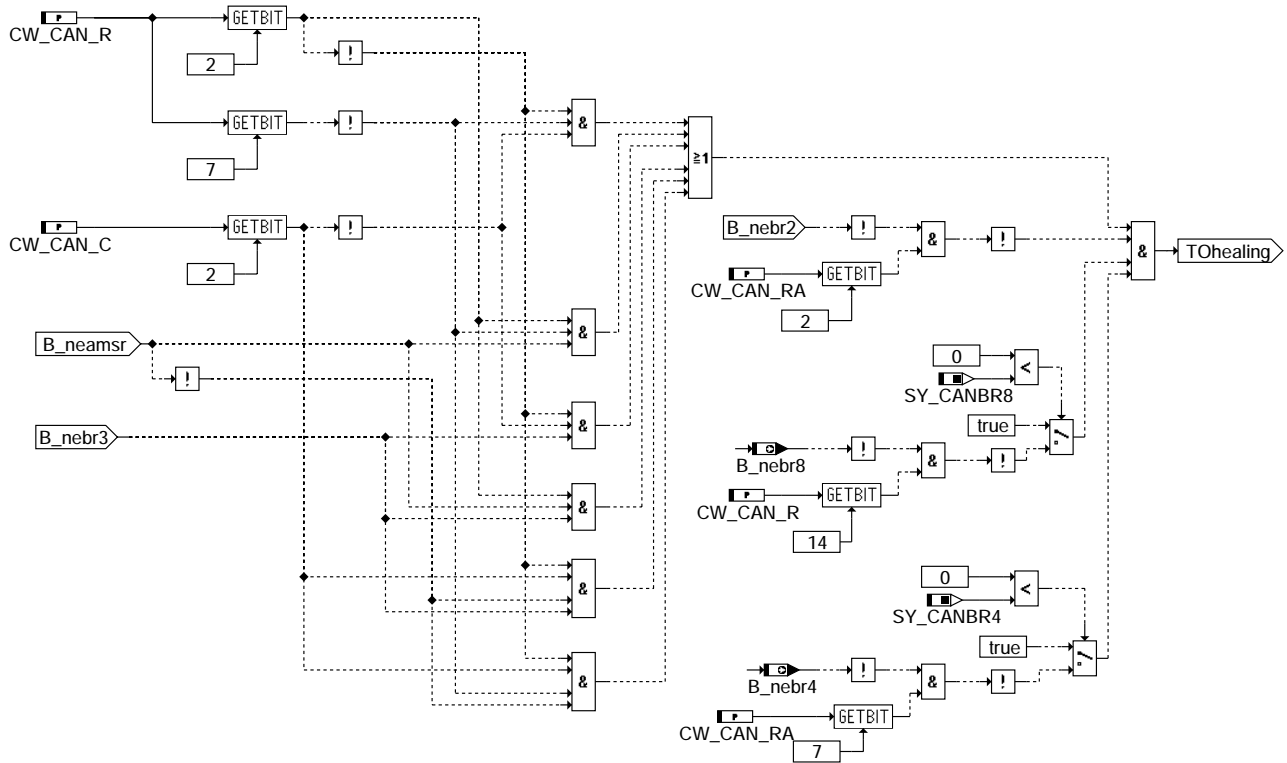 P
GETBIT
!
CW_CAN_R
2
GETBIT
!
&
&
7
≥1
P
GETBIT
!
B_nebr2
!
&
!
&
TOhealing
CW_CAN_C
2
P
GETBIT
CW_CAN_RA
2
&
B_neamsr
0
<
!
SY_CANBR8
&
true
B_nebr3
!
&
!
B_nebr8
P
GETBIT
&
CW_CAN_R
14
&
0
<
SY_CANBR4
true
&
!
&
!
B_nebr4
P
GETBIT
CW_CAN_RA
7